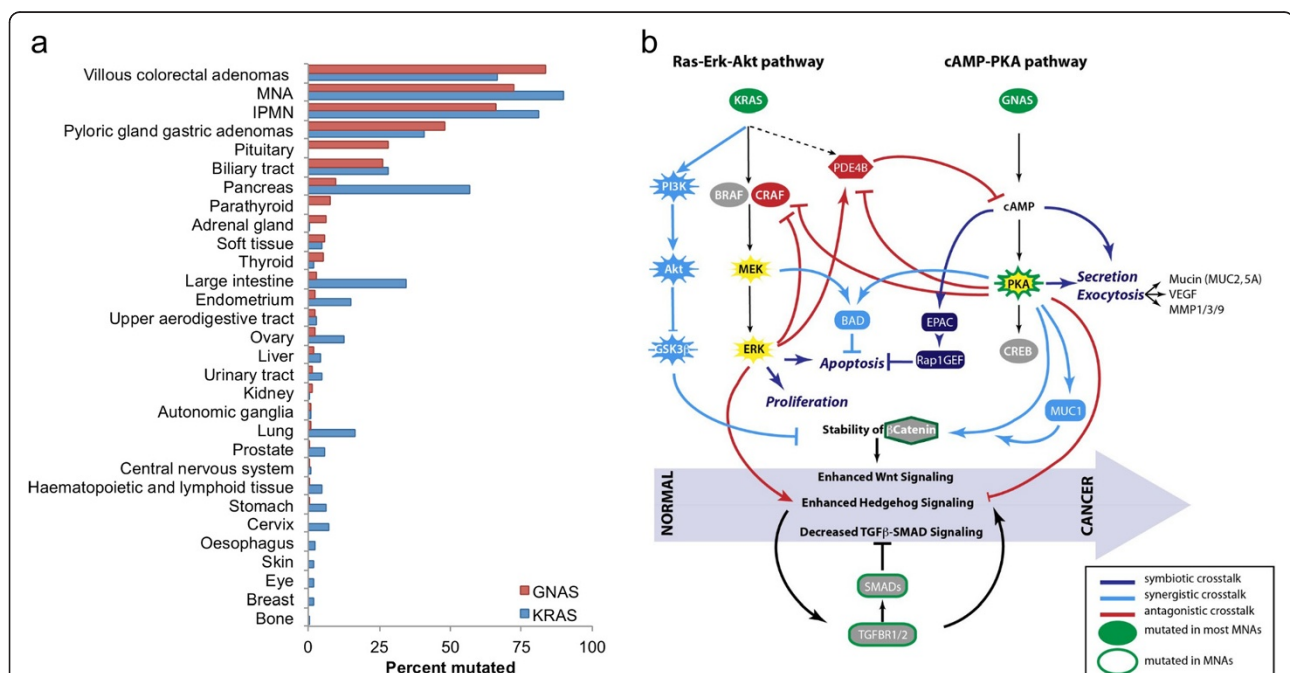 a
Villous colorectal adenomas
MNA
IPMN
Pyloric gland gastric adenomas
Pituitary
Biliary tract
Pancreas
Parathyroid
Adrenal gland
Soft tissue
Thyroid
Large intestine
Endometrium
Upper aerodigestive tract
Ovary
Liver
Urinary tract
Kidney
Autonomic ganglia
Lung
Prostate
Central nervous system
Haematopoietic and lymphoid tissue
Stomach
Cervix
Oesophagus
Skin
Eye
Breast
Bone
GNAS
KRAS
0 25 50 75 100
Percent mutated
b
Ras-Erk-Akt pathway
cAMP-PKA pathway
KRAS
GNAS
PI3K
BRAF
CRAF
PDE4B
cAMP
Akt
MEK
PKA
Secretion
Exocytosis
Mucin (MUC2, 5A)
VEGF
MMP1/3/9
BAD
EPAC
GSK3β
ERK
Apoptosis
Rap1GEF
CREB
Proliferation
MUC1
Stability of βCatenin
NORMAL
Enhanced Wnt Signaling
Enhanced Hedgehog Signaling
Decreased TGFβ-SMAD Signaling
CANCER
SMADs
TGFBR1/2
symbiotic crosstalk
synergistic crosstalk
antagonistic crosstalk
mutated in most MNAs
mutated in MNAs